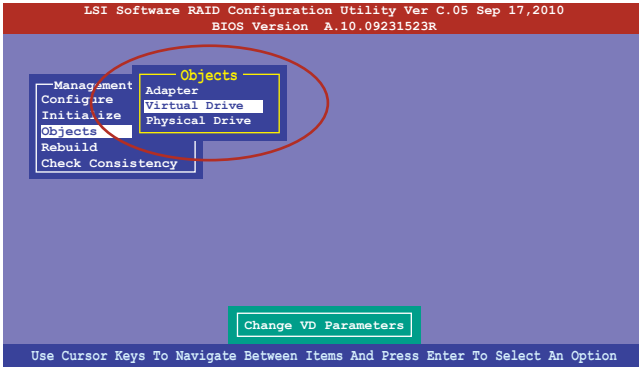 LSI Software RAID Configuration Utility Ver C.05 Sep 17,2010
BIOS Version A.10.09231523R
Management
Configure
Initialize
Objects
Rebuild
Check Consistency
Objects
Adapter
Virtual Drive
Physical Drive
Change VD Parameters
Use Cursor Keys To Navigate Between Items And Press Enter To Select An Option